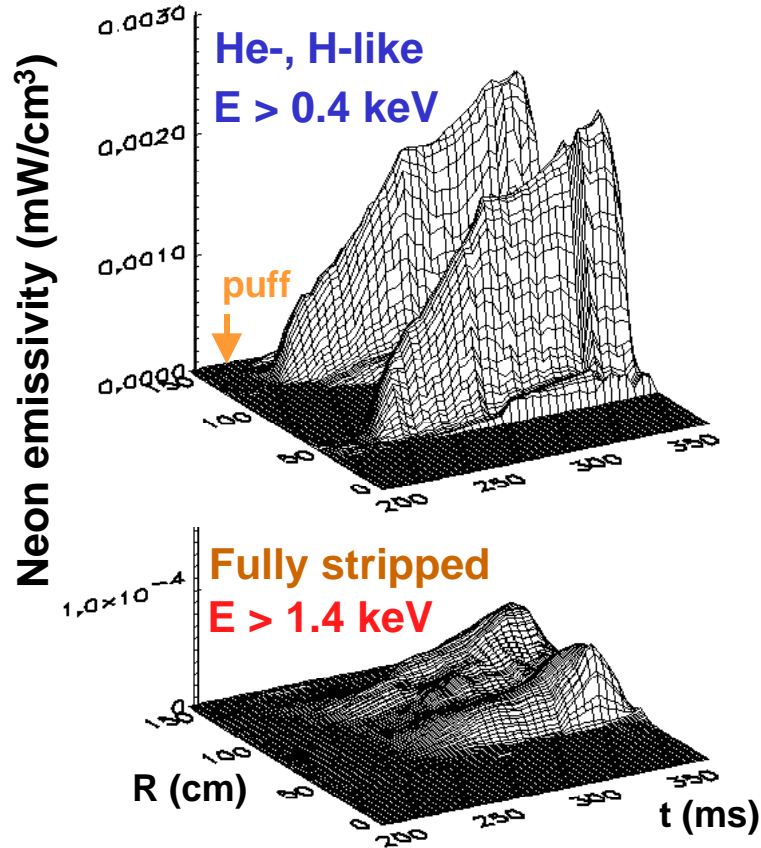 Neon emissivity (mW/cm³)
0.0030
0.0020
0.0010
0.0000
He-, H-like
E > 0.4 keV
puff
150
100
50
0
200
250
300
350
Fully stripped
E > 1.4 keV
1.0×10⁻⁴
100
50
0
200
250
300
350
R (cm)
t (ms)